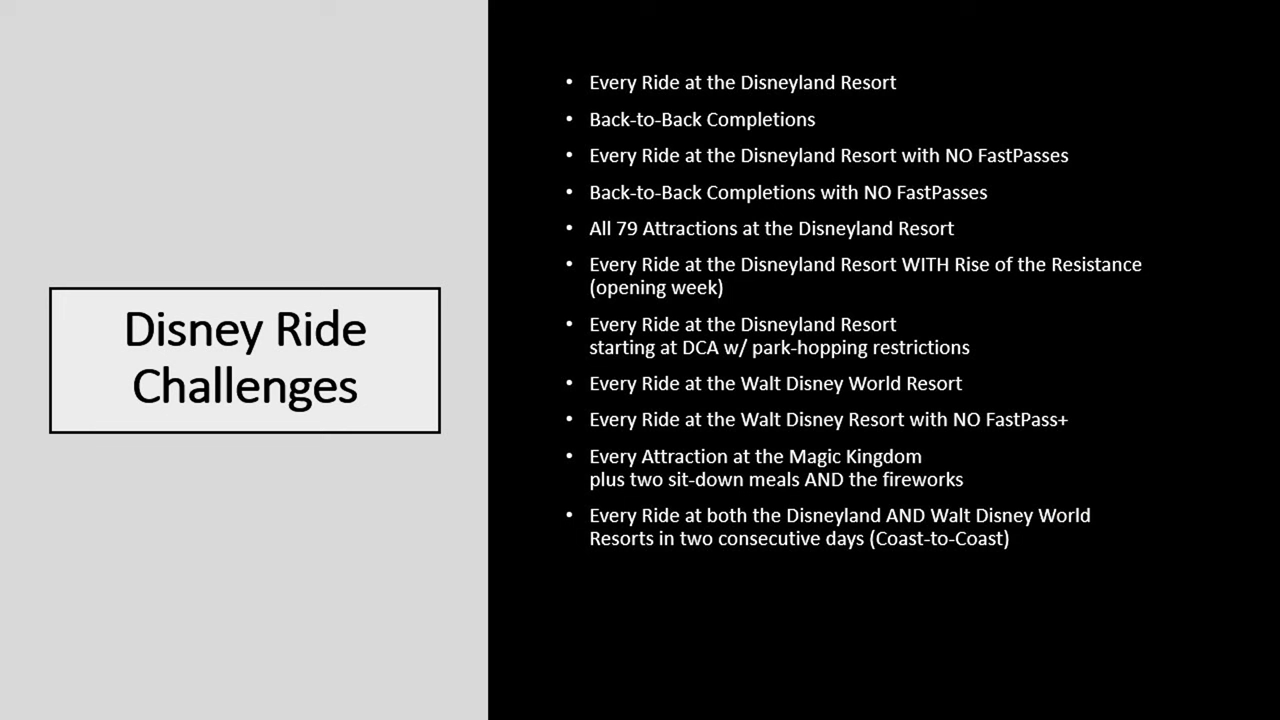 Disney Ride
Challenges
• Every Ride at the Disneyland Resort
• Back-to-Back Completions
• Every Ride at the Disneyland Resort with NO FastPasses
• Back-to-Back Completions with NO FastPasses
• All 79 Attractions at the Disneyland Resort
• Every Ride at the Disneyland Resort WITH Rise of the Resistance
(opening week)
• Every Ride at the Disneyland Resort
starting at DCA w/ park-hopping restrictions
• Every Ride at the Walt Disney World Resort
• Every Ride at the Walt Disney Resort with NO FastPass+
• Every Attraction at the Magic Kingdom
plus two sit-down meals AND the fireworks
• Every Ride at both the Disneyland AND Walt Disney World
Resorts in two consecutive days (Coast-to-Coast)